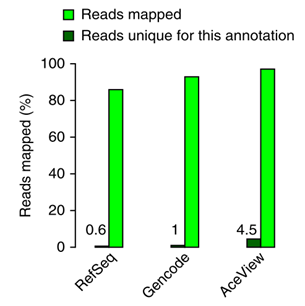 Reads mapped
Reads unique for this annotation
Reads mapped (%)
100
80
60
40
20
0
0.6
1
4.5
RefSeq
Gencode
AceView